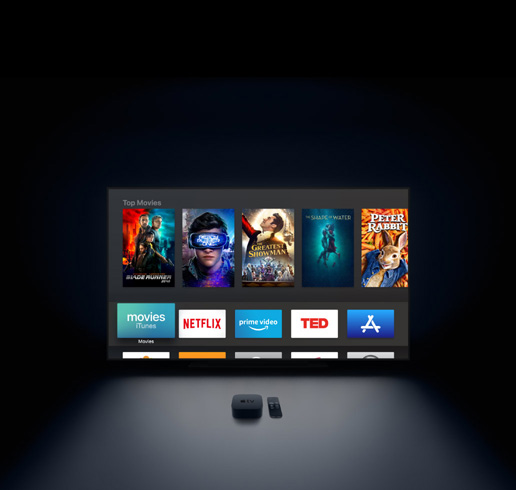 Top Movies
BLADE RUNNER
2049
THE GREATEST
SHOWMAN
THE SHAPE OF WATER
PETER
RABBIT
movies
iTunes
NETFLIX
prime video
TED
Movies
tv